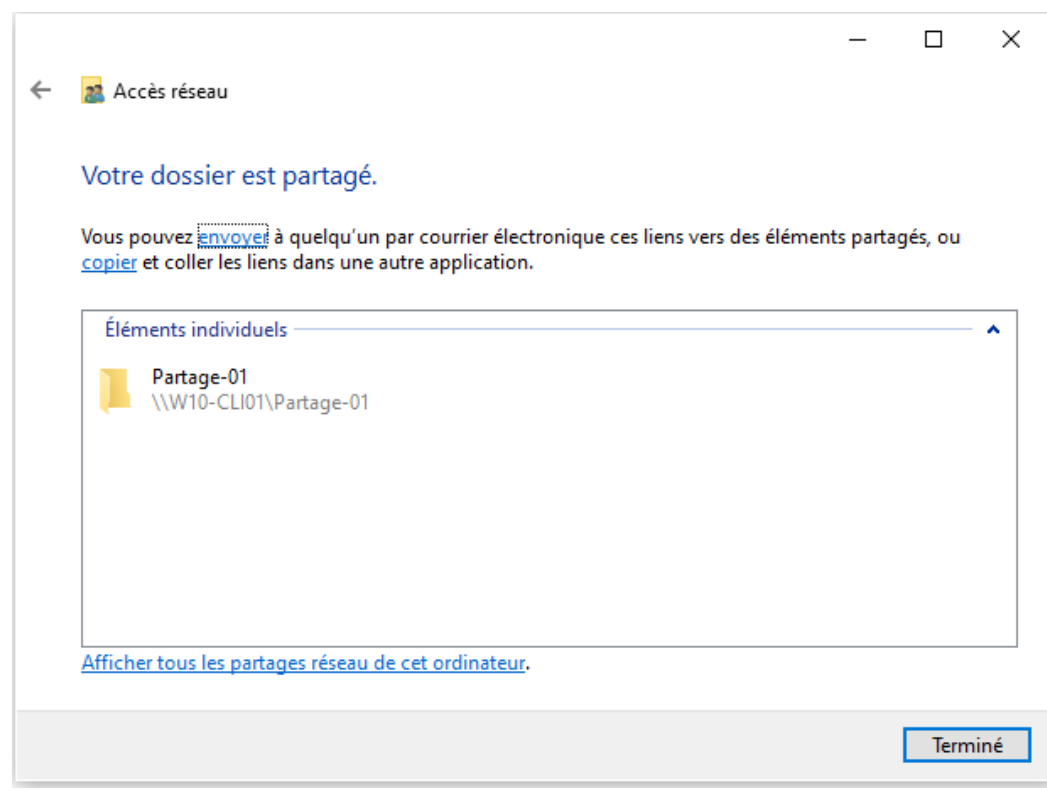 Accès réseau
Votre dossier est partagé.
Vous pouvez envoyer à quelqu'un par courrier électronique ces liens vers des éléments partagés, ou
copier et coller les liens dans une autre application.
Éléments individuels
Partage-01
\\W10-CLI01\Partage-01
Afficher tous les partages réseau de cet ordinateur.
Terminé